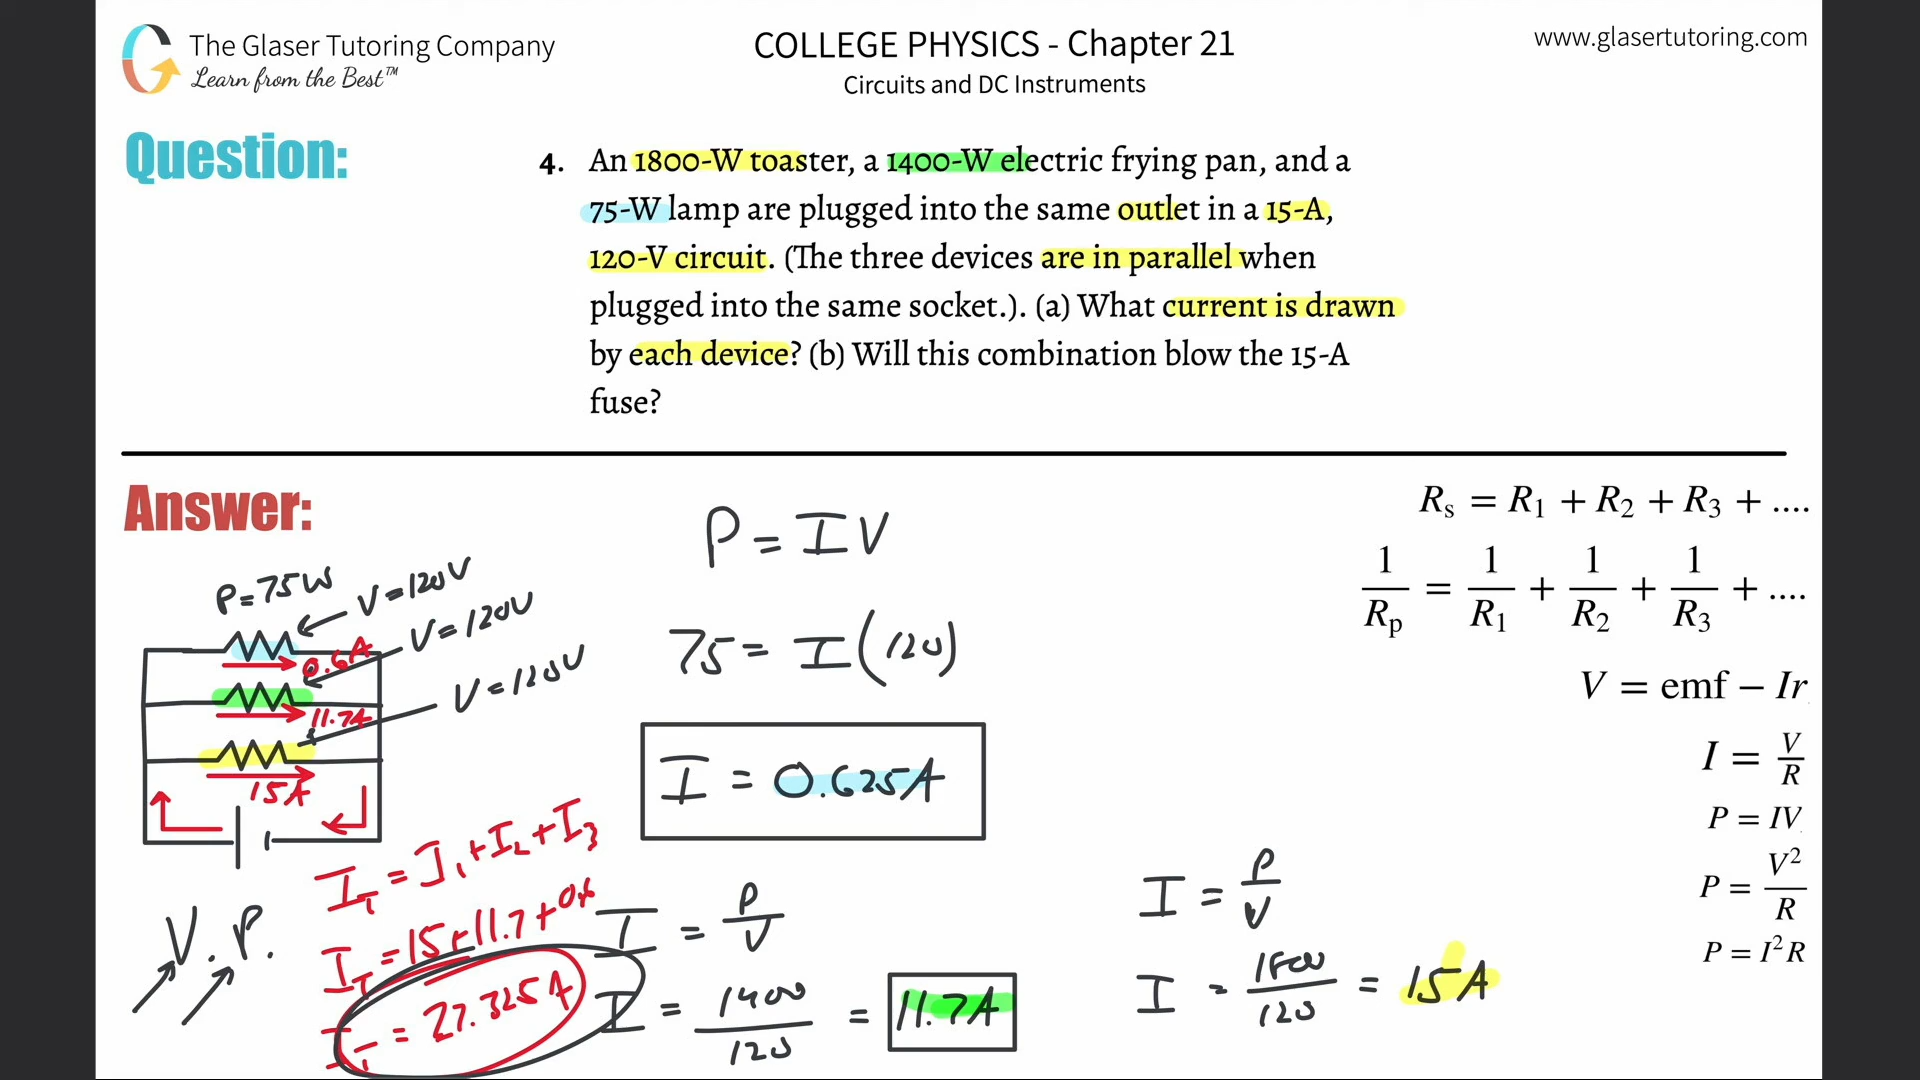 The Glaser Tutoring Company
Learn from the Best™
COLLEGE PHYSICS - Chapter 21
Circuits and DC Instruments
www.glasertutoring.com
Question:
4. An 1800-W toaster, a 1400-W electric frying pan, and a
75-W lamp are plugged into the same outlet in a 15-A,
120-V circuit. (The three devices are in parallel when
plugged into the same socket.). (a) What current is drawn
by each device? (b) Will this combination blow the 15-A
fuse?
Answer:
P = 75W
V = 120V
V = 120V
V = 120V
0.6A
11.7A
15A
V. P.
I_T = I₁ + I₂ + I₃
I_T = 15 + 11.7 + 0.6
I_T = 27.325A
P = IV
75 = I(120)
I = 0.625A
I = P/V
I = 1400/120 = 11.7A
I = P/V
I = 1800/120 = 15A
Rs = R1 + R2 + R3 + ....
1/Rp = 1/R1 + 1/R2 + 1/R3 + ....
V = emf − Ir
I = V/R
P = IV
P = V²/R
P = I²R